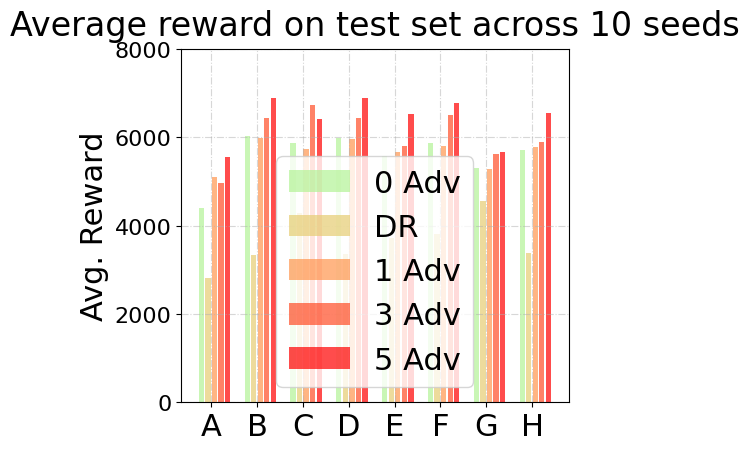 Average reward on test set across 10 seeds
Avg. Reward
8000
6000
4000
2000
0
0 Adv
DR
1 Adv
3 Adv
5 Adv
A B C D E F G H